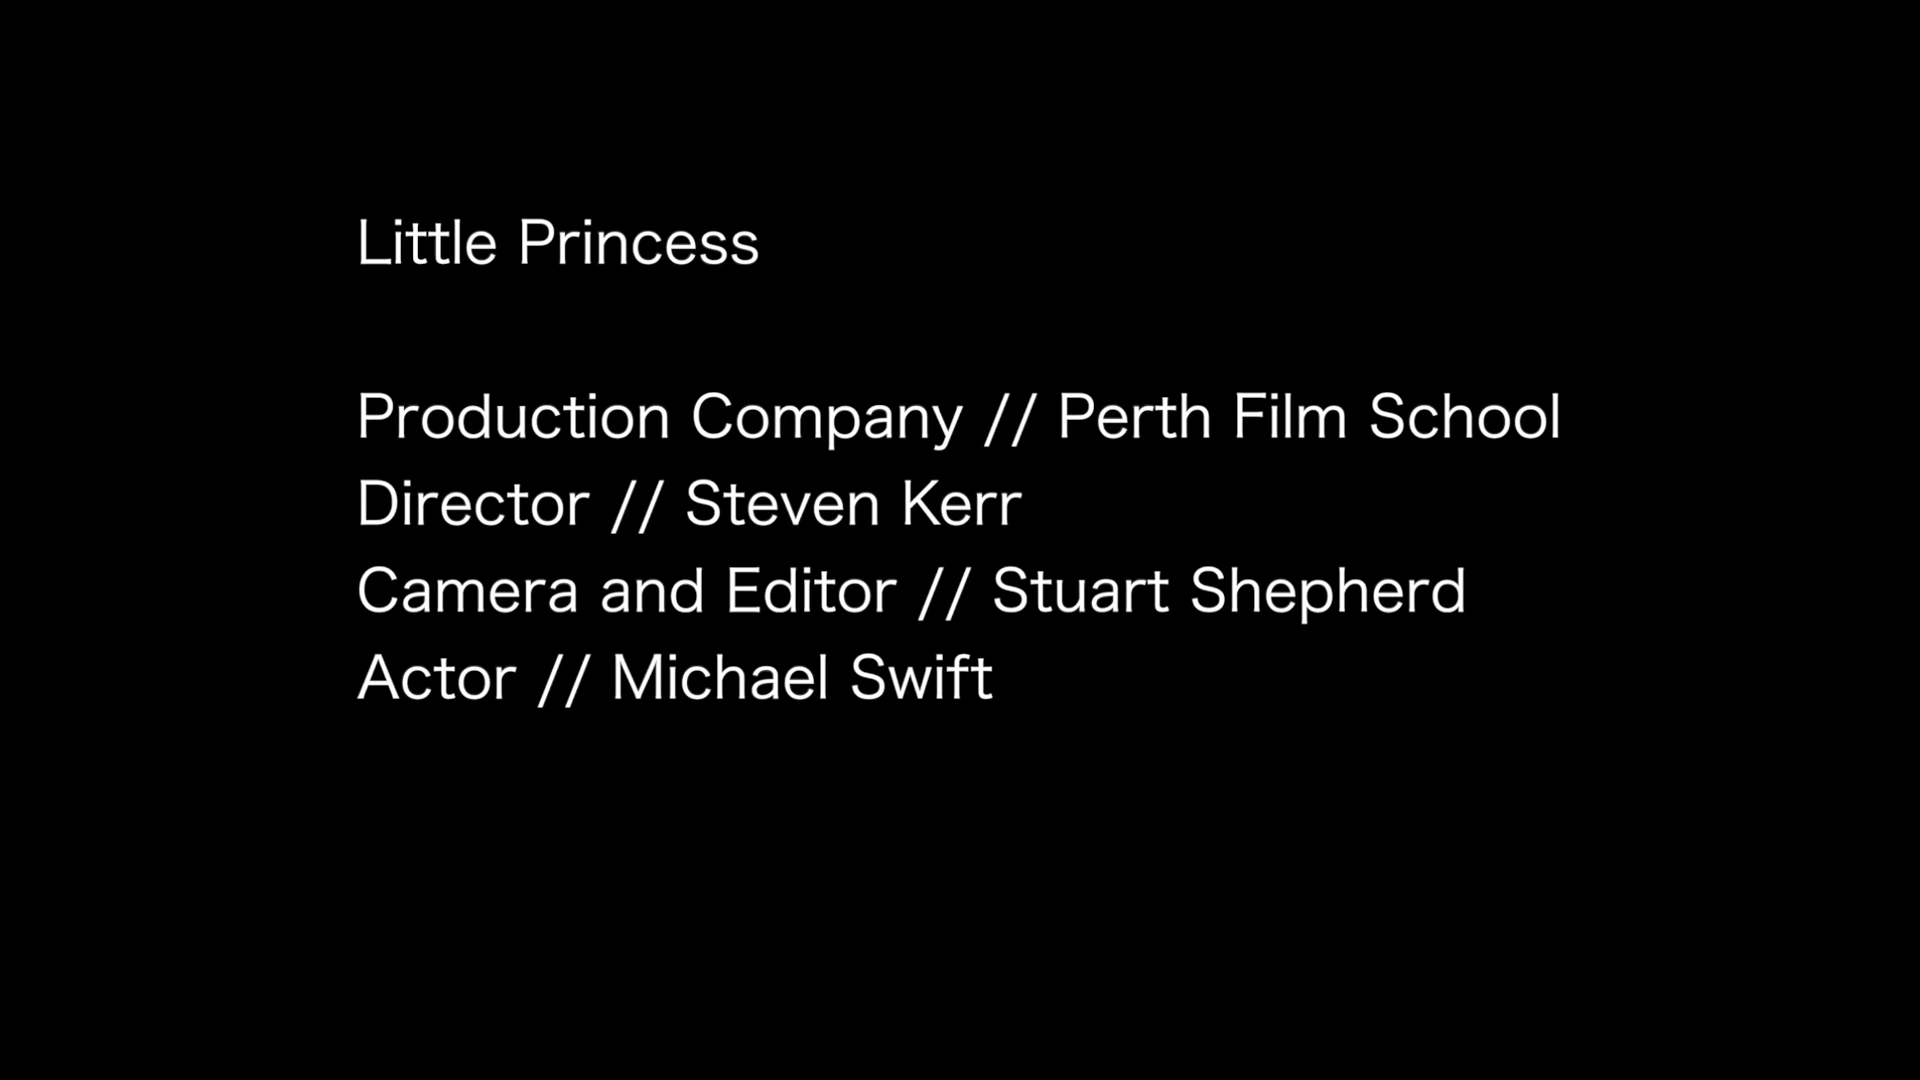 Little Princess
Production Company // Perth Film School
Director // Steven Kerr
Camera and Editor // Stuart Shepherd
Actor // Michael Swift